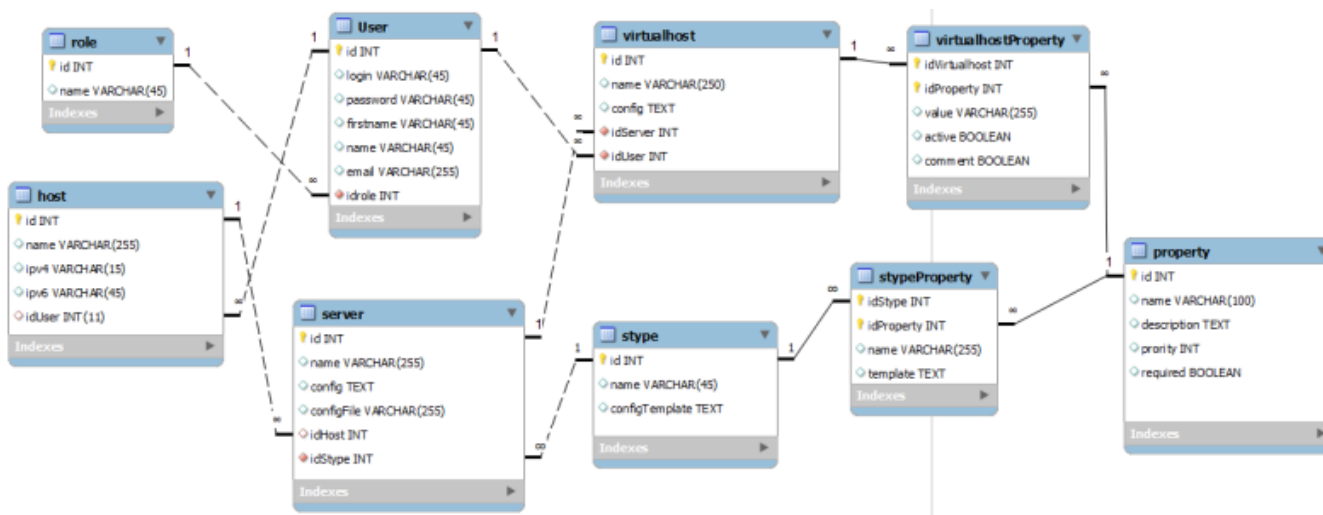 role
id INT
name VARCHAR(45)
Indexes
User
id INT
login VARCHAR(45)
password VARCHAR(45)
firstname VARCHAR(45)
name VARCHAR(45)
email VARCHAR(255)
idrole INT
Indexes
virtualhost
id INT
name VARCHAR(250)
config TEXT
idServer INT
idUser INT
Indexes
virtualhostProperty
idVirtualhost INT
idProperty INT
value VARCHAR(255)
active BOOLEAN
comment BOOLEAN
Indexes
host
id INT
name VARCHAR(255)
ipv4 VARCHAR(15)
ipv6 VARCHAR(45)
idUser INT(11)
Indexes
server
id INT
name VARCHAR(255)
config TEXT
configFile VARCHAR(255)
idHost INT
idStype INT
Indexes
stype
id INT
name VARCHAR(45)
configTemplate TEXT
Indexes
stypeProperty
idStype INT
idProperty INT
name VARCHAR(255)
template TEXT
Indexes
property
id INT
name VARCHAR(100)
description TEXT
prority INT
required BOOLEAN
Indexes
1
∞
1
∞
1
∞
1
∞
1
∞
1
∞
1
∞
1
∞
1
∞
∞